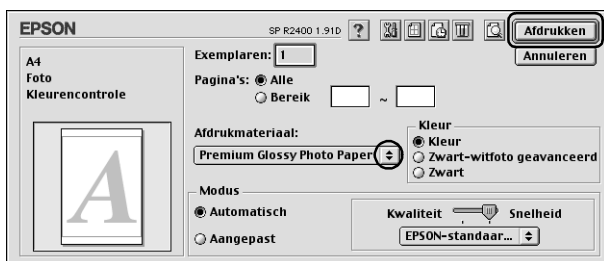 EPSON
SP R2400 1.91D
?
Afdrukken
A4
Foto
Kleurencontrole
Exemplaren: 1
Annuleren
Pagina's: Alle
Bereik ~
Afdrukmateriaal:
Premium Glossy Photo Paper
Kleur
Kleur
Zwart-witfoto geavanceerd
Zwart
A
Modus
Automatisch
Aangepast
Kwaliteit Snelheid
EPSON-standaar...